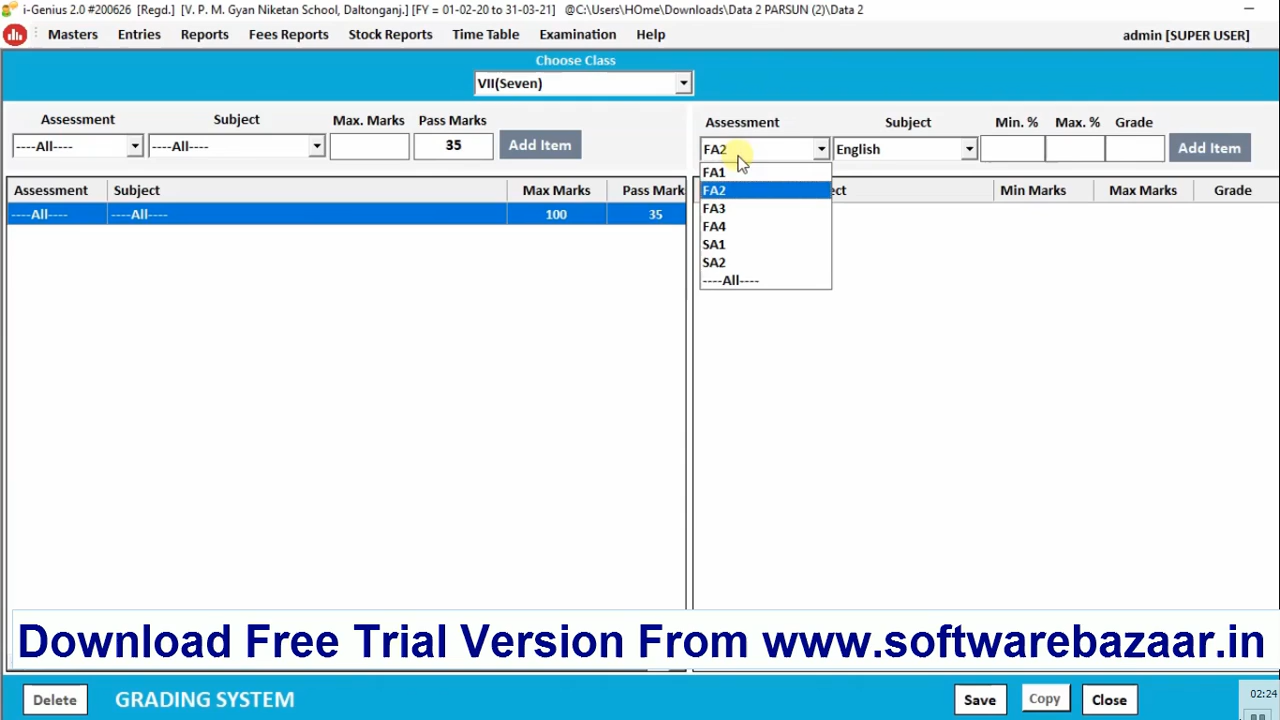 i-Genius 2.0 #200626 [Regd.] [V. P. M. Gyan Niketan School, Daltonganj.] [FY = 01-02-20 to 31-03-21] @C:\Users\HOme\Downloads\Data 2 PARSUN (2)\Data 2
Masters Entries Reports Fees Reports Stock Reports Time Table Examination Help admin [SUPER USER]
Choose Class
VII(Seven)
Assessment Subject Max. Marks Pass Marks
----All---- ----All---- 35 Add Item
Assessment Subject Max Marks Pass Mark
----All---- ----All---- 100 35
Assessment Subject Min. % Max. % Grade
FA2 English Add Item
FA1
FA2
FA3
FA4
SA1
SA2
----All----
Min Marks Max Marks Grade
Download Free Trial Version From www.softwarebazaar.in
Delete GRADING SYSTEM Save Copy Close
02:24